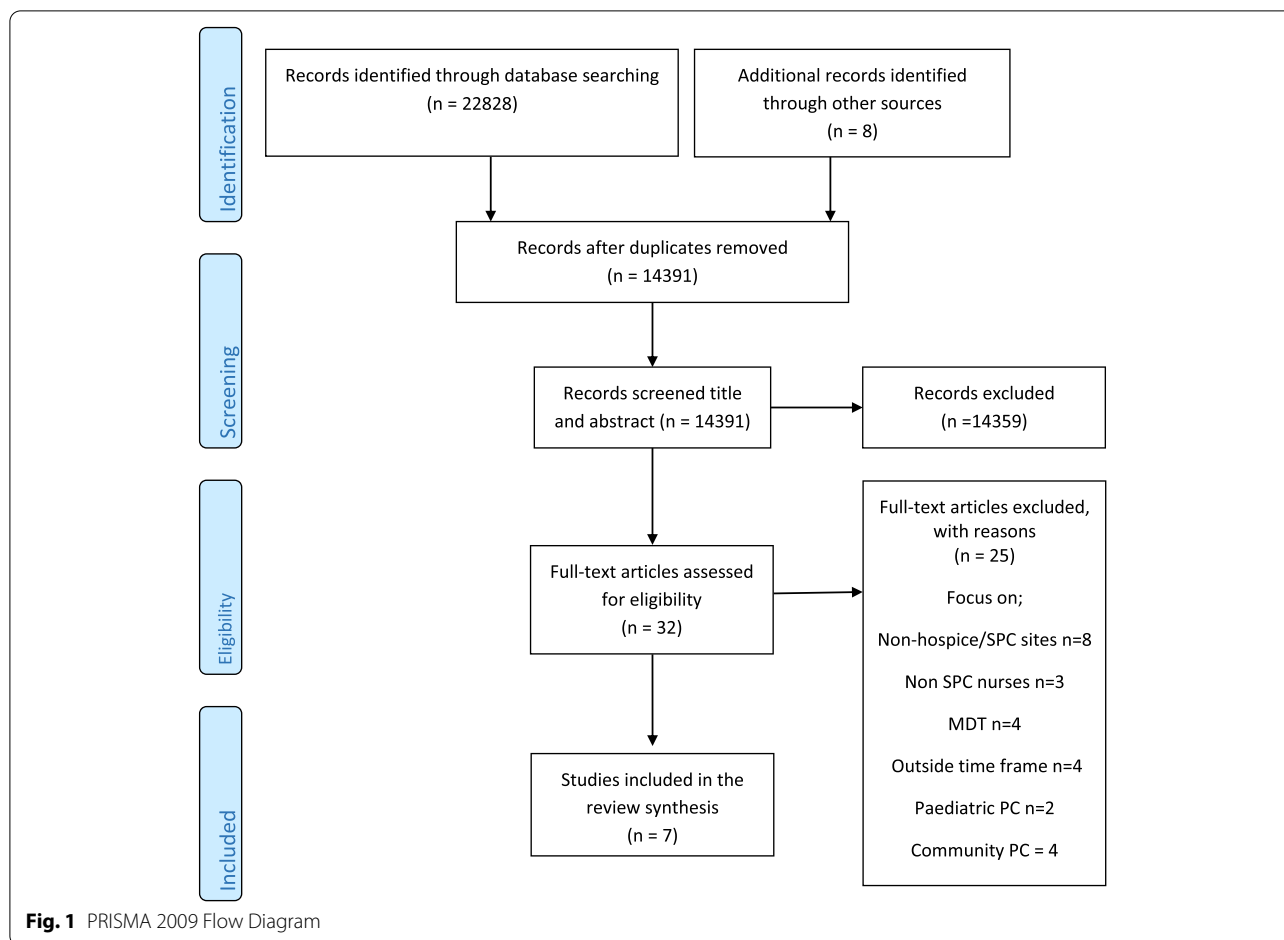 Identification
Records identified through database searching
(n = 22828)
Additional records identified
through other sources
(n = 8)
Records after duplicates removed
(n = 14391)
Screening
Records screened title
and abstract (n = 14391)
Records excluded
(n =14359)
Eligibility
Full-text articles assessed
for eligibility
(n = 32)
Full-text articles excluded,
with reasons
(n = 25)
Focus on;
Non-hospice/SPC sites n=8
Non SPC nurses n=3
MDT n=4
Outside time frame n=4
Paediatric PC n=2
Community PC = 4
Included
Studies included in the
review synthesis
(n = 7)
Fig. 1 PRISMA 2009 Flow Diagram